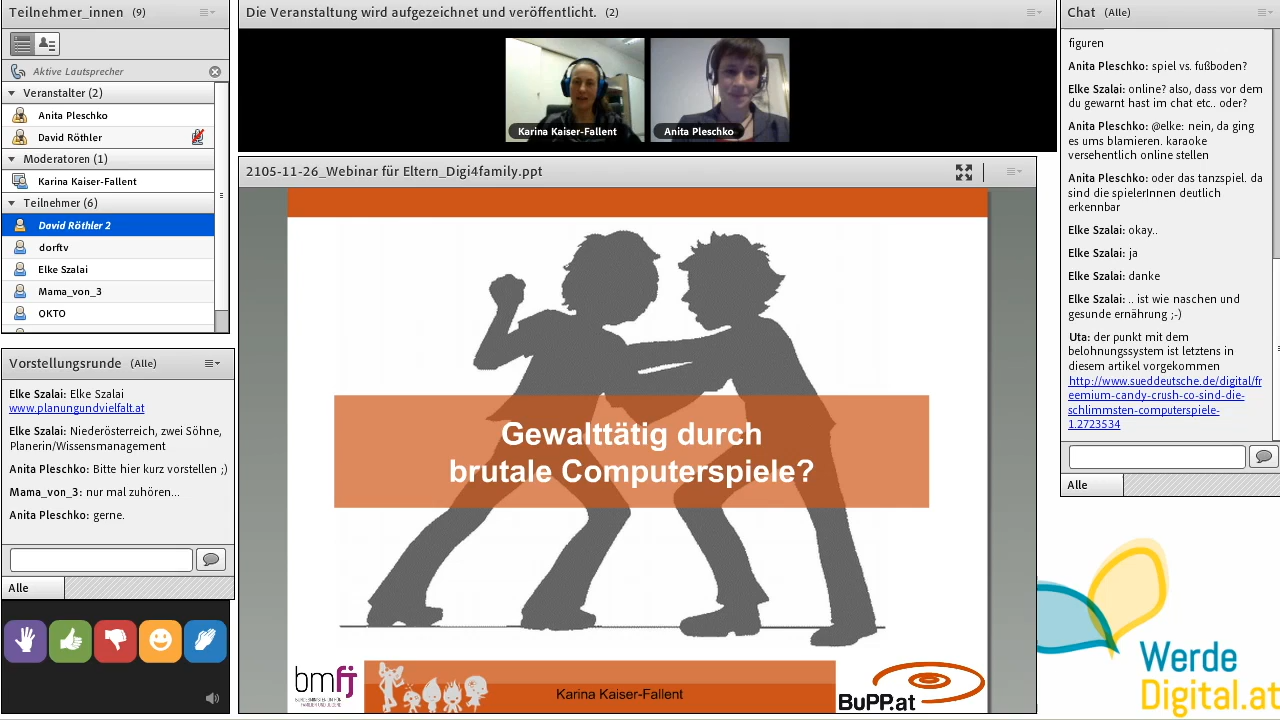 Teilnehmer_innen (9)
Aktive Lautsprecher
Veranstalter (2)
Anita Pleschko
David Röthler
Moderatoren (1)
Karina Kaiser-Fallent
Teilnehmer (6)
David Röthler 2
dorftv
Elke Szalai
Mama_von_3
OKTO
Vorstellungsrunde (Alle)
Elke Szalai: Elke Szalai
www.planungundvielfalt.at
Elke Szalai: Niederösterreich, zwei Söhne,
Planerin/Wissensmanagement
Anita Pleschko: Bitte hier kurz vorstellen ;)
Mama_von_3: nur mal zuhören...
Anita Pleschko: gerne.
Alle
Die Veranstaltung wird aufgezeichnet und veröffentlicht. (2)
Karina Kaiser-Fallent
Anita Pleschko
2105-11-26_Webinar für Eltern_Digi4family.ppt
Gewalttätig durch
brutale Computerspiele?
bmfj
Karina Kaiser-Fallent
BuPP.at
Chat (Alle)
figuren
Anita Pleschko: spiel vs. fußboden?
Elke Szalai: online? also, dass vor dem
du gewarnt hast im chat etc.. oder?
Anita Pleschko: @elke: nein, da ging
es ums blamieren. karaoke
versehentlich online stellen
Anita Pleschko: oder das tanzspiel. da
sind die spielerInnen deutlich
erkennbar
Elke Szalai: okay..
Elke Szalai: ja
Elke Szalai: danke
Elke Szalai: .. ist wie naschen und
gesunde ernährung ;-)
Uta: der punkt mit dem
belohnungssystem ist letztens in
diesem artikel vorgekommen
http://www.sueddeutsche.de/digital/fr
eemium-candy-crush-co-sind-die-
schlimmsten-computerspiele-
1.2723534
Alle
Werde
Digital.at